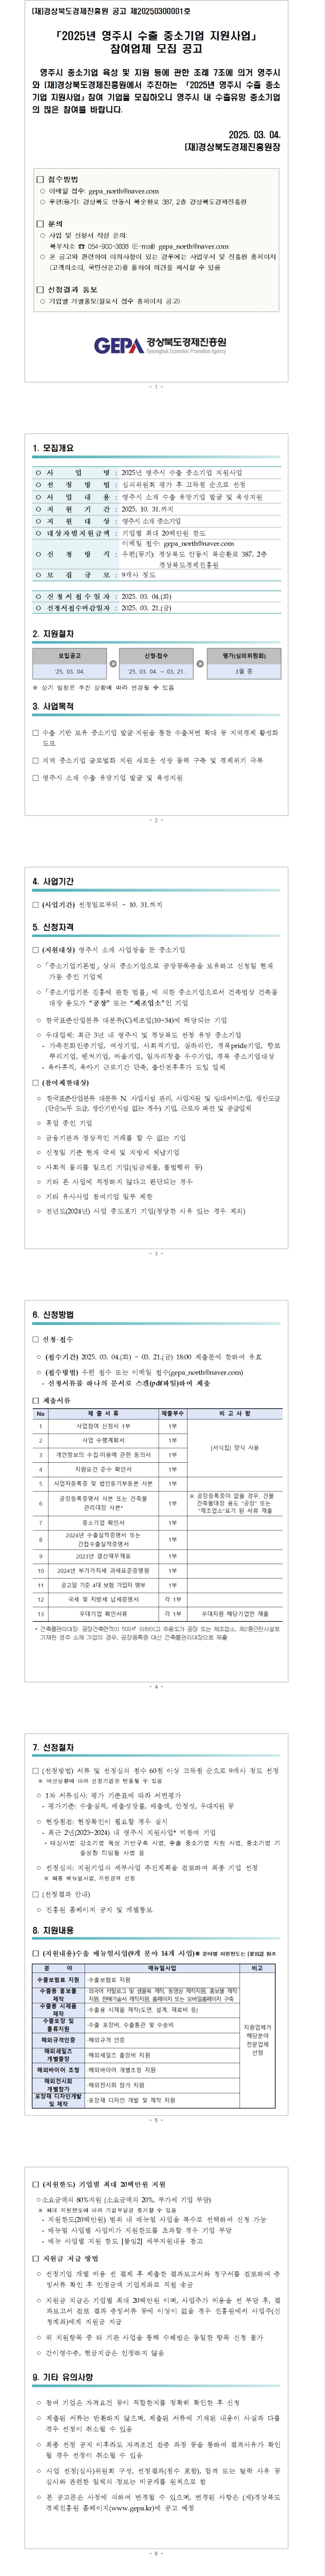 (재)경상북도경제진흥원 공고 제20250300001호
「2025년 영주시 수출 중소기업 지원사업」
참여업체 모집 공고
영주시 중소기업 육성 및 지원 등에 관한 조례 7조에 의거 영주시
와 (재)경상북도경제진흥원에서 추진하는 「2025년 영주시 수출 중소
기업 지원사업」 참여 기업을 모집하오니 영주시 내 수출유망 중소기업
의 많은 참여를 바랍니다.
2025. 03. 04.
(재)경상북도경제진흥원장
□ 접수방법
○ 이메일 접수: gepa_north@naver.com
○ 우편(등기): 경상북도 안동시 북순환로 387, 2층 경상북도경제진흥원
□ 문의
○ 사업 및 신청서 작성 문의:
북부지소 ☎ 054-900-3838 (E-mail) gepa_north@naver.com
○ 본 공고와 관련하여 이의사항이 있는 경우에는 사업부서 및 진흥원 홈페이지
(고객의소리, 국민신문고)를 통하여 의견을 제시할 수 있음
□ 신청결과 통보
○ 기업별 개별통보(필요시 접수 홈페이지 공고)
GEPA 경상북도경제진흥원
Gyeongbuk Economic Promotion Agency
- 1 -
1. 모집개요
○ 사 업 명 : 2025년 영주시 수출 중소기업 지원사업
○ 선 정 방 법 : 심의위원회 평가 후 고득점 순으로 선정
○ 사 업 내 용 : 영주시 소재 수출 유망기업 발굴 및 육성지원
○ 지 원 기 간 : 2025. 10. 31.까지
○ 지 원 대 상 : 영주시 소재 중소기업
○ 대상자별지원금액 : 기업별 최대 20백만원 한도
○ 신 청 방 식 : 이메일 접수: gepa_north@naver.com
우편(등기): 경상북도 안동시 북순환로 387, 2층
경상북도경제진흥원
○ 모 집 규 모 : 9개사 정도
○ 신청서접수일자 : 2025. 03. 04.(화)
○ 신청서접수마감일자 : 2025. 03. 21.(금)
2. 지원절차
모집공고 신청·접수 평가(심의위원회)
'25. 03. 04. '25. 03. 04. ~ 03. 21. 3월 중
※ 상기 일정은 추진 상황에 따라 변경될 수 있음
3. 사업목적
□ 수출 기반 보유 중소기업 발굴·지원을 통한 수출저변 확대 등 지역경제 활성화
도모
□ 지역 중소기업 글로벌화 지원 새로운 성장 동력 구축 및 경제위기 극복
□ 영주시 소재 수출 유망기업 발굴 및 육성지원
- 2 -
4. 사업기간
□ (사업기간) 선정일로부터 ~ 10. 31.까지
5. 신청자격
□ (지원대상) 영주시 소재 사업장을 둔 중소기업
○ 「중소기업기본법」 상의 중소기업으로 공장등록증을 보유하고 신청일 현재
가동 중인 기업체
○ 「중소기업기본 진흥에 관한 법률」에 의한 중소기업으로서 건축법상 건축물
대장 용도가 "공장" 또는 "제조업소"인 기업
○ 한국표준산업분류 대분류(C)제조업(10~34)에 해당되는 기업
○ 우대업체: 최근 3년 내 영주시 및 경상북도 선정 유망 중소기업
- 가족친화인증기업, 여성기업, 사회적기업, 실라리안, 경북pride기업, 향토
뿌리기업, 벤처기업, 마을기업, 일자리창출 우수기업, 경북 중소기업대상
- 육아휴직, 육아기 근로기간 단축, 출산전후휴가 도입 업체
□ (참여제한대상)
○ 한국표준산업분류 대분류 N. 사업시설 관리, 사업지원 및 임대서비스업, 생산도급
(단순노무 도급, 생산기반시설 없는 경우) 기업, 근로자 파견 및 공급업체
○ 휴업 중인 기업
○ 금융기관과 정상적인 거래를 할 수 없는 기업
○ 신청일 기준 현재 국세 및 지방세 체납기업
○ 사회적 물의를 일으킨 기업(임금체불, 불법행위 등)
○ 기타 본 사업에 적정하지 않다고 판단되는 경우
○ 기타 유사사업 참여기업 일부 제한
○ 전년도(2024년) 사업 중도포기 기업(정당한 사유 있는 경우 제외)
- 3 -
6. 신청방법
□ 신청·접수
○ (접수기간) 2025. 03. 04.(화) ~ 03. 21.(금) 18:00 제출분에 한하여 유효
○ (접수방법) 우편 접수 또는 이메일 접수(gepa_north@naver.com)
- 신청서류를 하나의 문서로 스캔(pdf파일)하여 제출
□ 제출서류
No 제 출 서 류 제출부수 비 고 사 항
1 사업참여 신청서 1부 1부 [서식집] 양식 사용
2 사업 수행계획서 1부
3 개인정보의 수집·이용에 관한 동의서 1부
4 지원요건 준수 확인서 1부
5 사업자등록증 및 법인등기부등본 사본 1부
6 공장등록증명서 사본 또는 건축물
관리대장 사본* 1부 ※ 공장등록증이 없을 경우, 건물
건축물대장 용도 "공장" 또는
"제조업소"표기 된 서류 제출
7 중소기업 확인서 1부
8 2024년 수출실적증명서 또는
간접수출실적증명서 1부
9 2023년 결산재무제표 1부
10 2024년 부가가치세 과세표준증명원 1부
11 공고일 기준 4대 보험 가입자 명부 1부
12 국세 및 지방세 납세증명서 각 1부
13 우대기업 확인서류 각 1부 우대지원 해당기업만 제출
* 건축물관리대장: 공장건축면적이 500㎡ 이하이고 주용도가 공장 또는 제조업소, 제2종근린시설로
기재된 영주 소재 기업의 경우, 공장등록증 대신 건축물관리대장으로 제출
- 4 -
7. 선정절차
□ (선정방법) 서류 및 선정심의 점수 60점 이상 고득점 순으로 9개사 정도 선정
※ 예산상황에 따라 선정기업은 변동될 수 있음
○ 1차 서류심사: 평가 기준표에 따라 서면평가
- 평가기준: 수출실적, 매출성장률, 매출액, 안정성, 우대지원 등
○ 현장점검: 현장확인이 필요할 경우 실시
- 최근 2년(2023~2024) 내 영주시 지원사업* 미참여 기업
* 대상사업: 강소기업 육성 기반구축 사업, 수출 중소기업 지원 사업, 중소기업 기
술성장 디딤돌 사업 등
○ 선정심의: 지원기업의 세부사업 추진계획을 검토하여 최종 기업 선정
※ 최종 메뉴얼사업, 지원금액 선정
□ (선정결과 안내)
○ 진흥원 홈페이지 공지 및 개별통보
8. 지원내용
□ (지원내용)수출 매뉴얼사업(9개 분야 14개 사업)※ 분야별 지원한도는 [붙임2] 참조
분 야 매뉴얼사업 비고
수출보험료 지원 ·수출보험료 지원 지원업체가
해당분야
전문업체
선정
수출용 홍보물
제작 ·외국어 카탈로그 및 샘플북 제작, 동영상 제작지원, 홍보물 제작
지원, 판매기술서 제작지원, 홈페이지 또는 모바일홈페이지 구축
수출용 시제품
제작 ·수출용 시제품 제작(도면, 설계, 재료비 등)
수출포장 및
물류지원 ·수출 포장비, 수출통관 및 수송비
해외규격인증 ·해외규격 인증
해외세일즈
개별출장 ·해외세일즈 출장비 지원
해외바이어 초청 ·해외바이어 개별초청 지원
해외전시회
개별참가 ·해외전시회 참가 지원
포장재 디자인개발
및 제작 ·포장재 디자인 개발 및 제작 지원
- 5 -
□ (지원한도) 기업별 최대 20백만원 지원
○소요금액의 80%지원 (소요금액의 20%, 부가세 기업 부담)
※ 최대 지원한도에 따라 기업부담금 증가할 수 있음
- 지원한도(20백만원) 범위 내 매뉴얼 사업을 복수로 선택하여 신청 가능
- 매뉴얼 사업별 사업비가 지원한도를 초과할 경우 기업 부담
- 매뉴 사업별 지원 한도 [붙임2] 세부지원내용 참고
□ 지원금 지급 방법
○ 선정기업 개별 비용 선 결제 후 제출한 결과보고서와 청구서를 검토하여 증
빙서류 확인 후 인정금액 기업계좌로 직접 송금
○ 지원금 지급은 기업별 최대 20백만원 이며, 사업주가 비용을 선 부담 후, 결
과보고서 검토 결과 증빙서류 등에 이상이 없을 경우 진흥원에서 사업주(신
청계좌)에게 지원금 지급
○ 위 지원항목 중 타 기관 사업을 통해 수혜받은 동일한 항목 신청 불가
○ 간이영수증, 현금지급은 인정하지 않음
9. 기타 유의사항
○ 참여 기업은 자격요건 등이 적합한지를 정확히 확인한 후 신청
○ 제출된 서류는 반환하지 않으며, 제출된 서류에 기재된 내용이 사실과 다를
경우 선정이 취소될 수 있음
○ 최종 선정 공지 이후라도 자격조건 검증 과정 등을 통하여 결격사유가 확인
될 경우 선정이 취소될 수 있음
○ 사업 선정(심사)위원회 구성, 선정결과(점수 포함), 합격 또는 탈락 사유 등
심사와 관련한 일체의 정보는 비공개를 원칙으로 함
○ 본 공고문은 사정에 의하여 변경될 수 있으며, 변경된 사항은 (재)경상북도
경제진흥원 홈페이지(www.gepa.kr)에 공고 예정
- 6 -